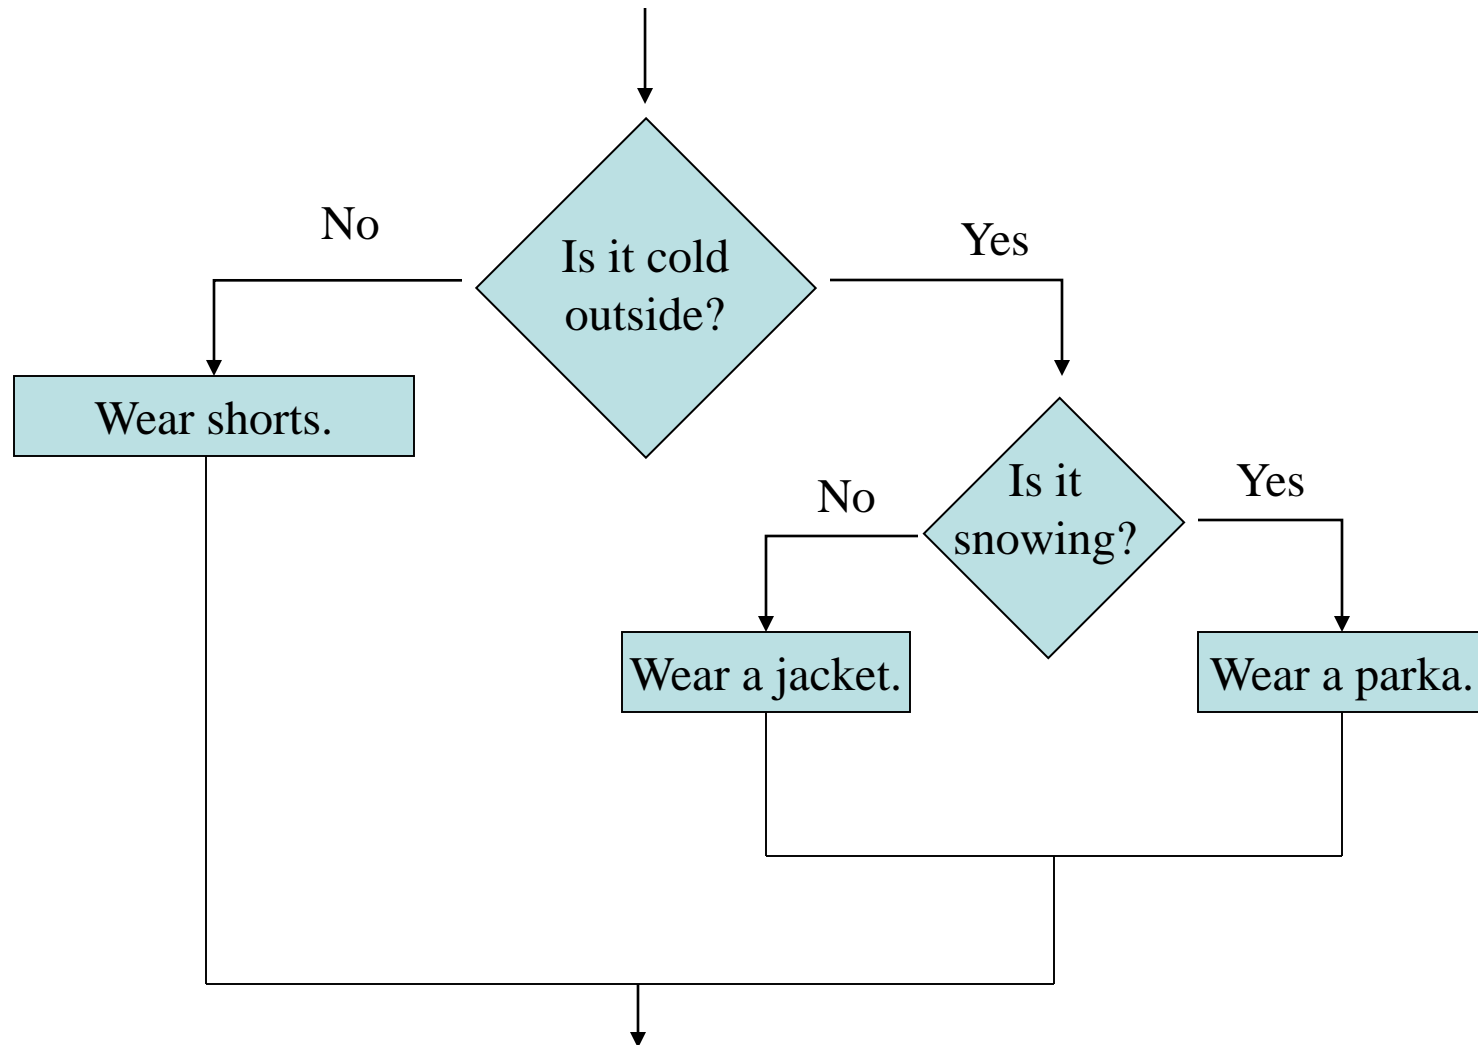 No
Yes
Is it cold
outside?
Wear shorts.
No
Yes
Is it
snowing?
Wear a jacket.
Wear a parka.